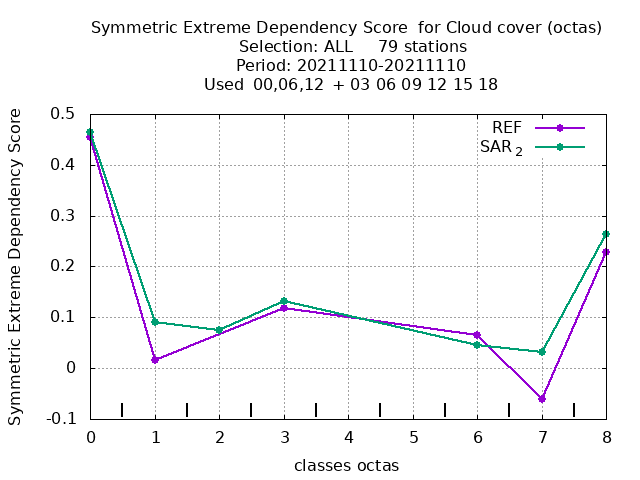 Symmetric Extreme Dependency Score  for Cloud cover (octas)
Selection: ALL     79 stations
Period: 20211110-20211110
Used  00,06,12  + 03 06 09 12 15 18
Symmetric Extreme Dependency Score
0.5
0.4
0.3
0.2
0.1
0
-0.1
REF
SAR 2
0 1 2 3 4 5 6 7 8
classes octas